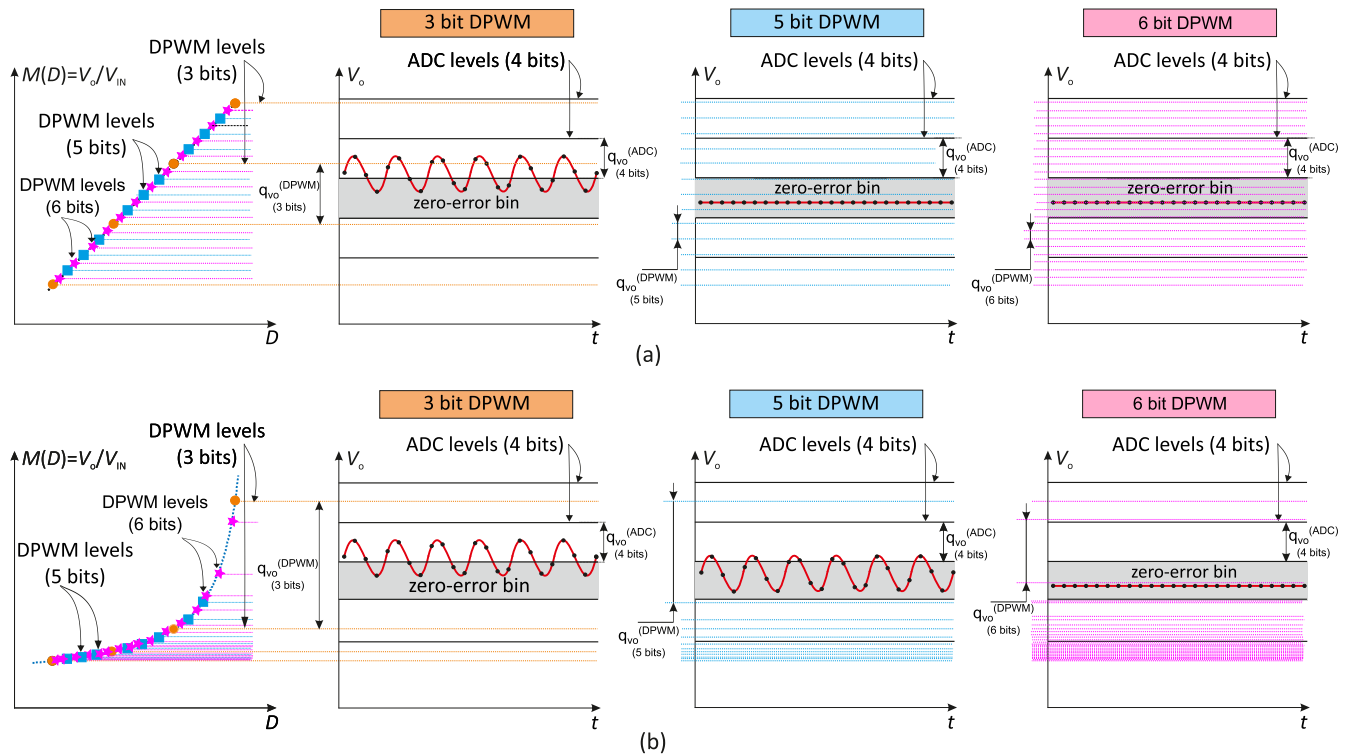 3 bit DPWM
5 bit DPWM
6 bit DPWM
DPWM levels
(3 bits)
M(D)=Vo/VIN
DPWM levels
(5 bits)
DPWM levels
(6 bits)
qvo(DPWM)
(3 bits)
D
ADC levels (4 bits)
Vo
qvo(ADC)
(4 bits)
zero-error bin
t
ADC levels (4 bits)
Vo
qvo(ADC)
(4 bits)
zero-error bin
qvo(DPWM)
(5 bits)
t
ADC levels (4 bits)
Vo
qvo(ADC)
(4 bits)
zero-error bin
qvo(DPWM)
(6 bits)
t
(a)
3 bit DPWM
5 bit DPWM
6 bit DPWM
DPWM levels
(3 bits)
M(D)=Vo/VIN
DPWM levels
(6 bits)
DPWM levels
(5 bits)
qvo(DPWM)
(3 bits)
D
ADC levels (4 bits)
Vo
qvo(ADC)
(4 bits)
zero-error bin
t
ADC levels (4 bits)
Vo
qvo(ADC)
(4 bits)
zero-error bin
qvo(DPWM)
(5 bits)
t
ADC levels (4 bits)
Vo
qvo(ADC)
(4 bits)
zero-error bin
qvo(DPWM)
(6 bits)
t
(b)